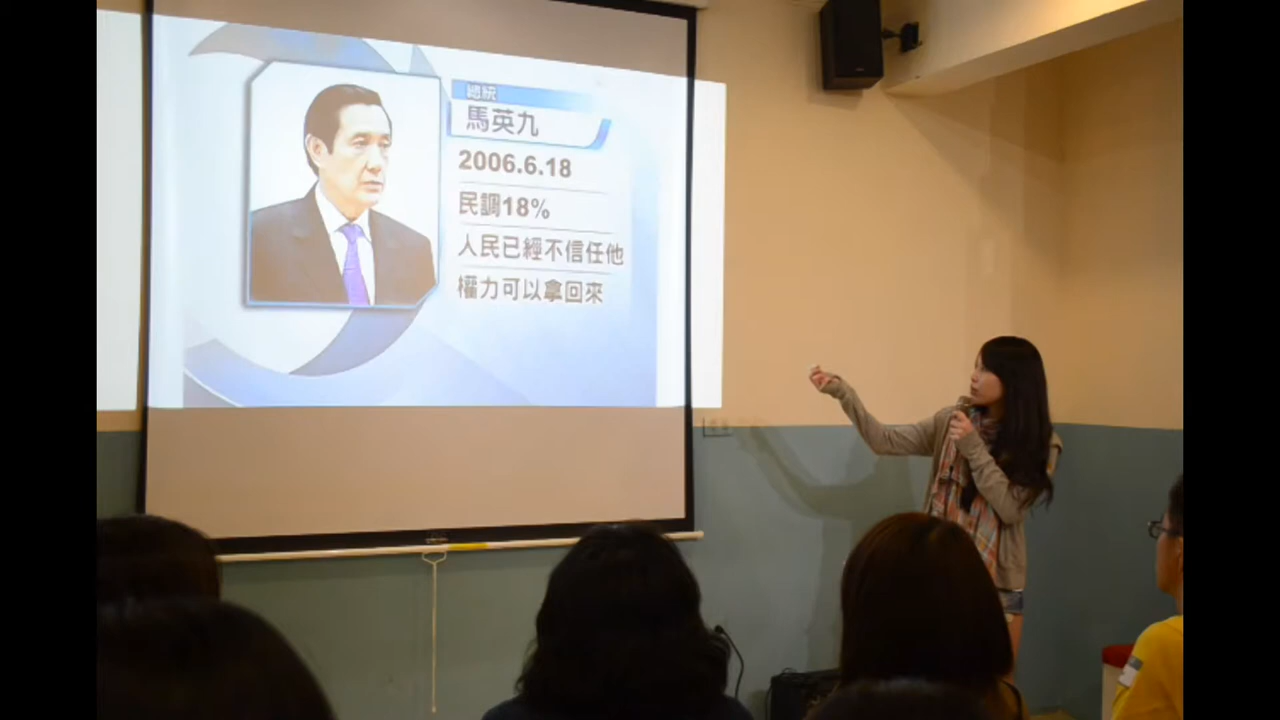 總統
馬英九
2006.6.18
民調18%
人民已經不信任他
權力可以拿回來